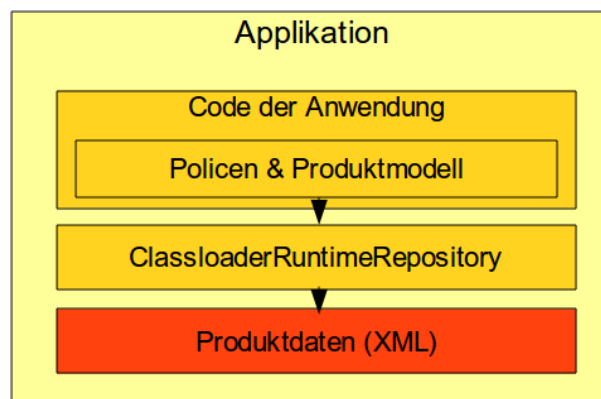 Applikation
Code der Anwendung
Policen & Produktmodell
ClassloaderRuntimeRepository
Produktdaten (XML)